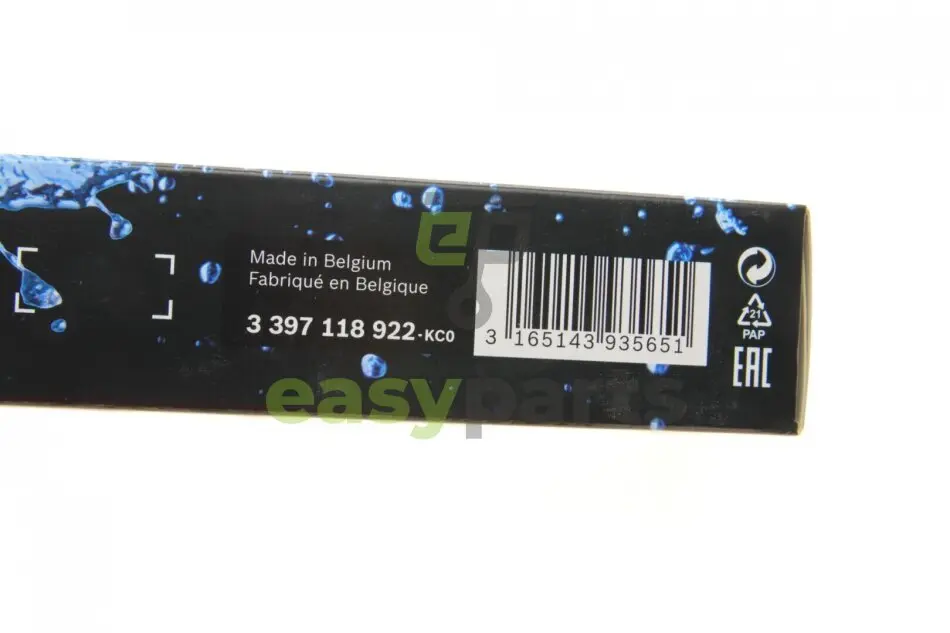 Made in Belgium
Fabriqué en Belgique
3 397 118 922-KC0
3 165143 935651
21
PAP
EAC
easyparts